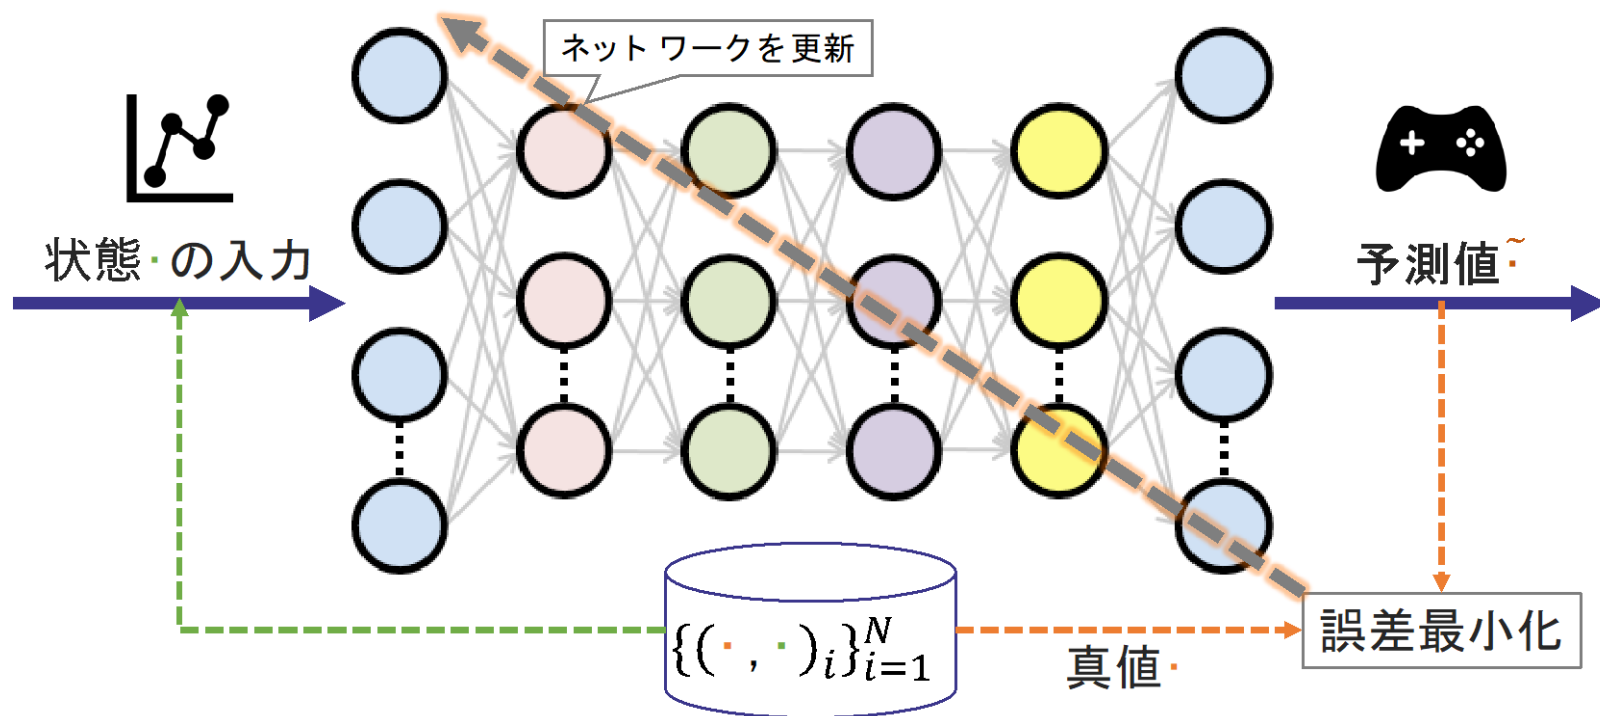 ネットワークを更新
状態・の入力
予測値 ~・
{(・,・)_i}_{i=1}^N
真値・
誤差最小化